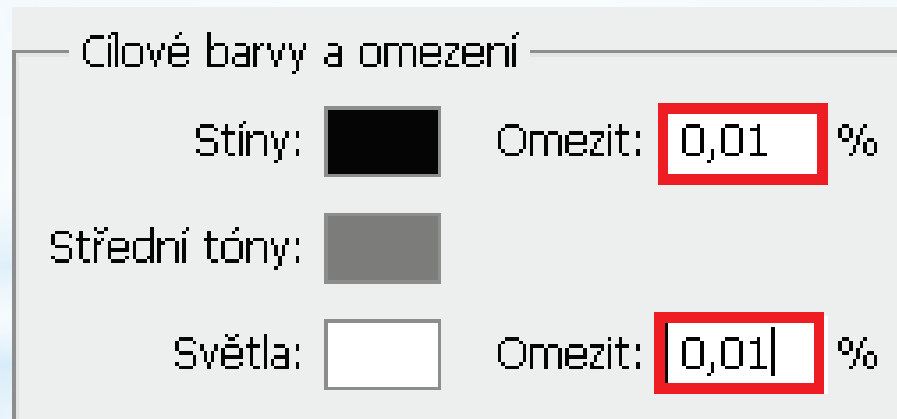 Cílové barvy a omezení
Stíny: Omezit: 0,01 %
Střední tóny:
Světla: Omezit: 0,01 %